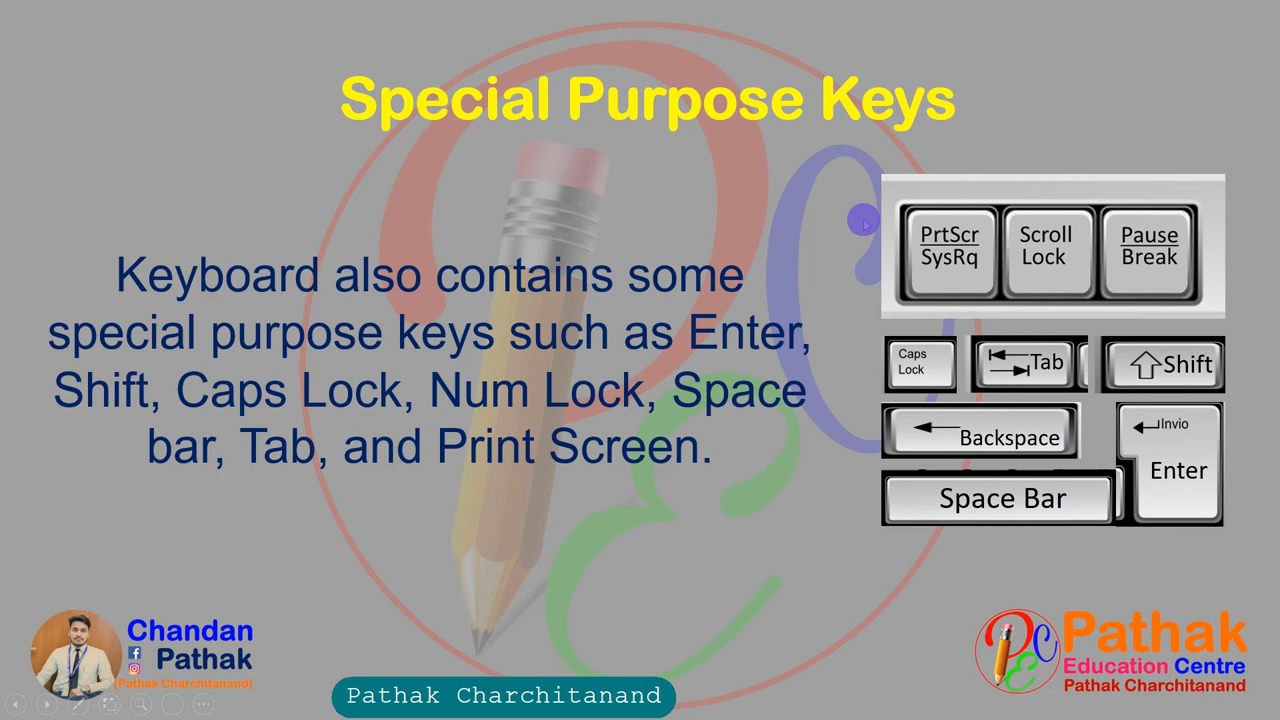 Special Purpose Keys
Keyboard also contains some
special purpose keys such as Enter,
Shift, Caps Lock, Num Lock, Space
bar, Tab, and Print Screen.
PrtScr
SysRq
Scroll
Lock
Pause
Break
Caps
Lock
Tab
Shift
Backspace
Invio
Enter
Space Bar
Chandan
Pathak
(Pathak Charchitanand)
Pathak Charchitanand
PEC
Pathak
Education Centre
Pathak Charchitanand